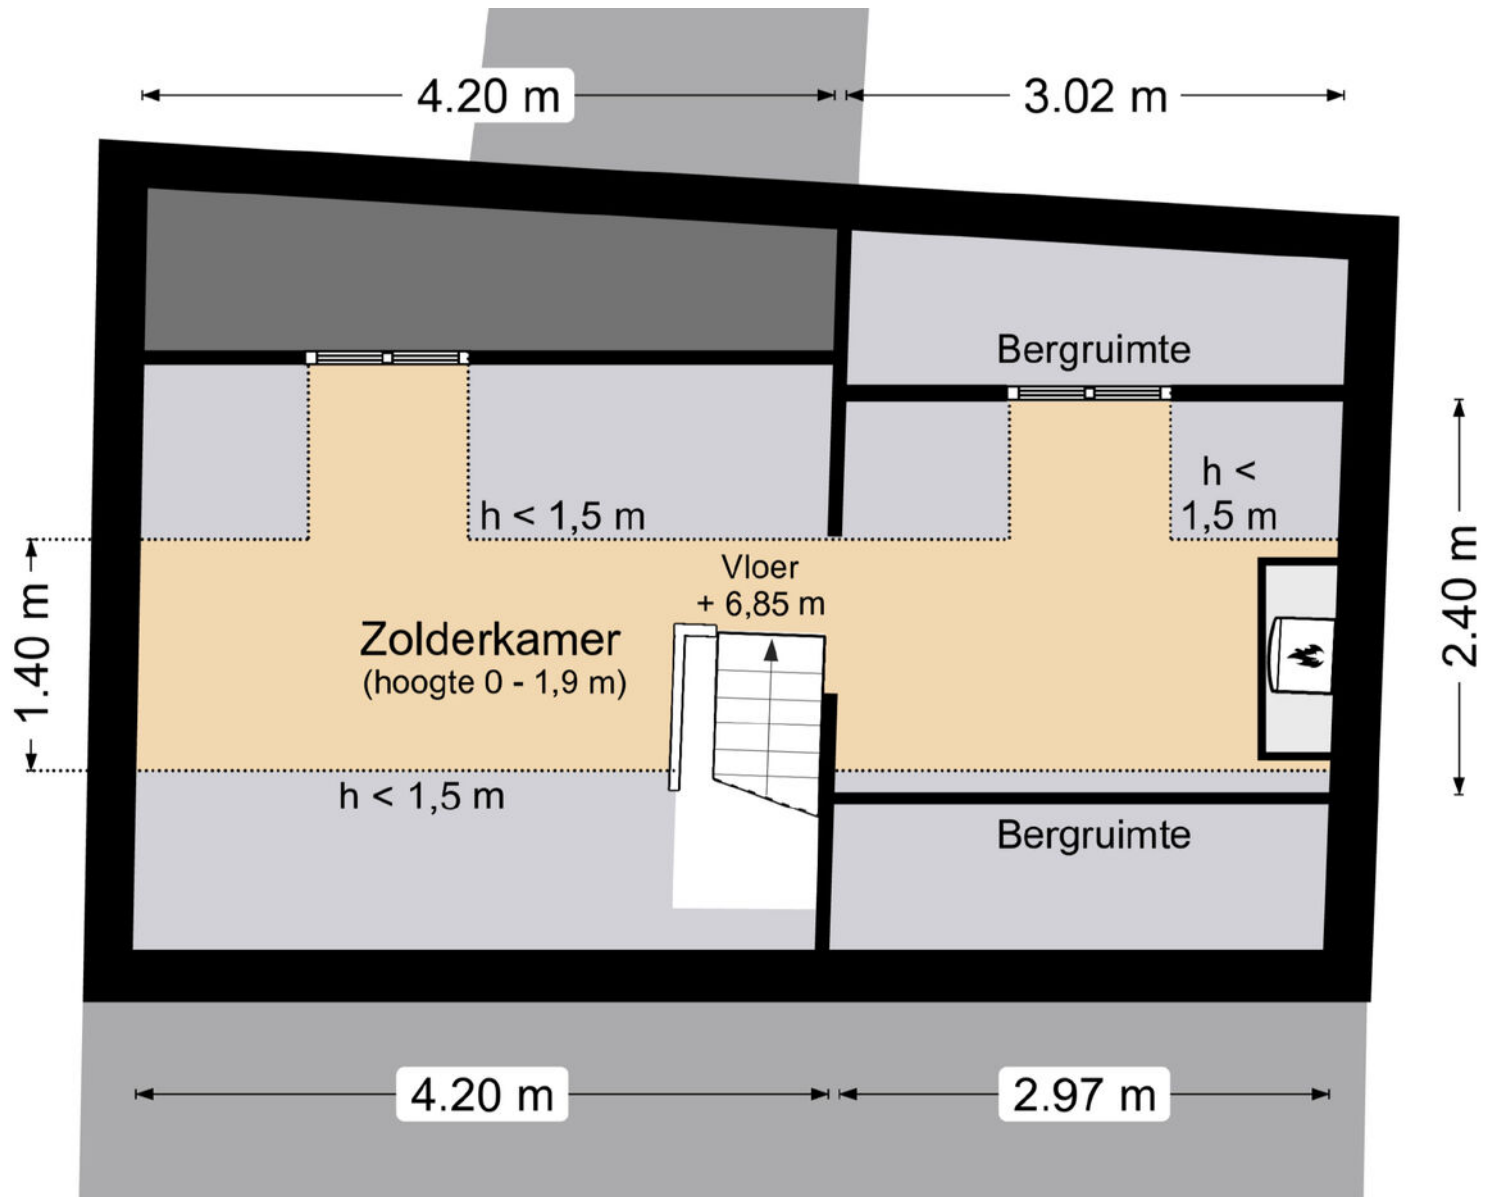 4.20 m
3.02 m
Bergruimte
h <
1,5 m
h < 1,5 m
Vloer
+ 6,85 m
1.40 m
Zolderkamer
(hoogte 0 - 1,9 m)
2.40 m
h < 1,5 m
Bergruimte
4.20 m
2.97 m